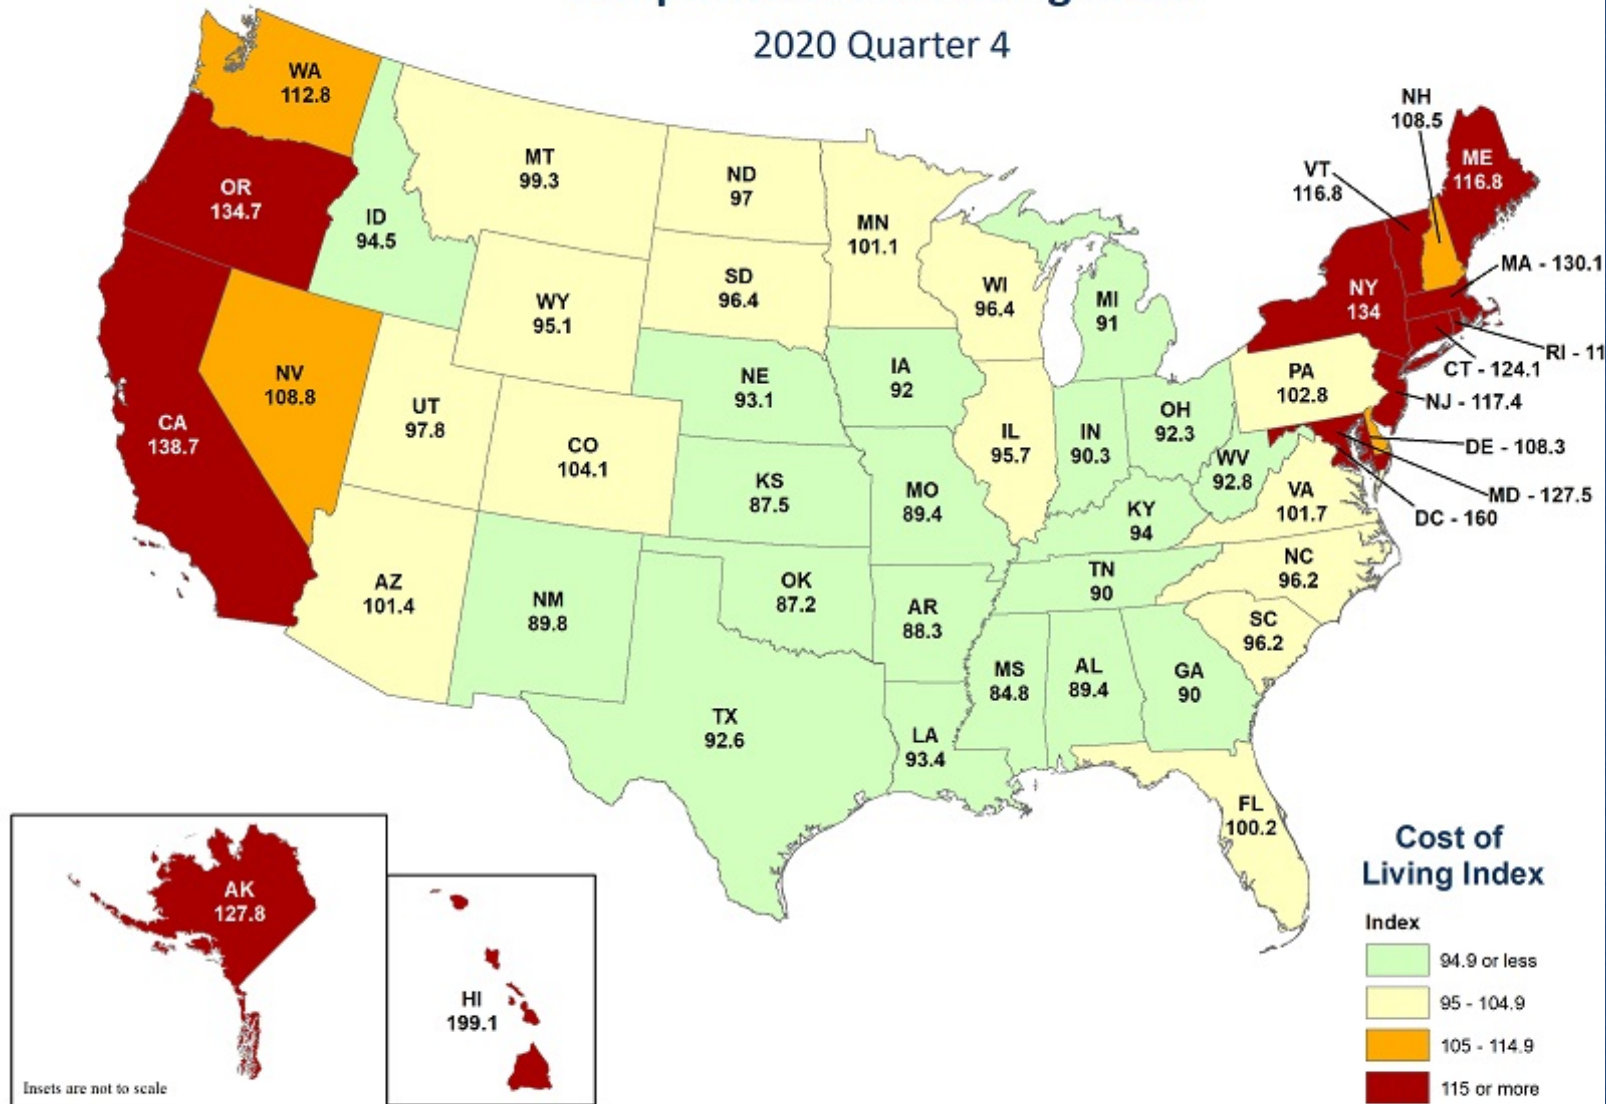 2020 Quarter 4
WA
112.8
OR
134.7
CA
138.7
NV
108.8
ID
94.5
MT
99.3
WY
95.1
UT
97.8
CO
104.1
AZ
101.4
NM
89.8
ND
97
SD
96.4
NE
93.1
KS
87.5
OK
87.2
TX
92.6
MN
101.1
IA
92
MO
89.4
AR
88.3
LA
93.4
WI
96.4
IL
95.7
MI
91
IN
90.3
OH
92.3
KY
94
TN
90
MS
84.8
AL
89.4
GA
90
FL
100.2
SC
96.2
NC
96.2
VA
101.7
WV
92.8
PA
102.8
NY
134
VT
116.8
NH
108.5
ME
116.8
MA - 130.1
RI - 11
CT - 124.1
NJ - 117.4
DE - 108.3
MD - 127.5
DC - 160
AK
127.8
HI
199.1
Insets are not to scale
Cost of
Living Index
Index
94.9 or less
95 - 104.9
105 - 114.9
115 or more